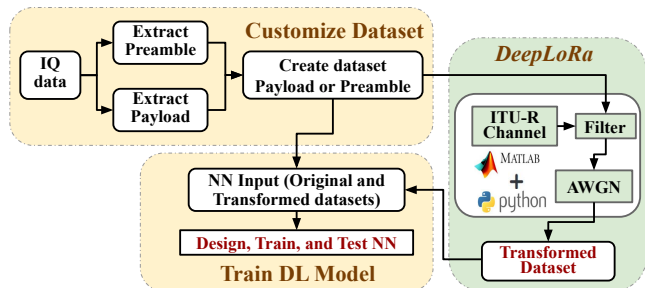 Customize Dataset
IQ
data
Extract
Preamble
Extract
Payload
Create dataset
Payload or Preamble
DeepLoRa
ITU-R
Channel
Filter
MATLAB
+
python
AWGN
Transformed
Dataset
NN Input (Original and
Transformed datasets)
Design, Train, and Test NN
Train DL Model